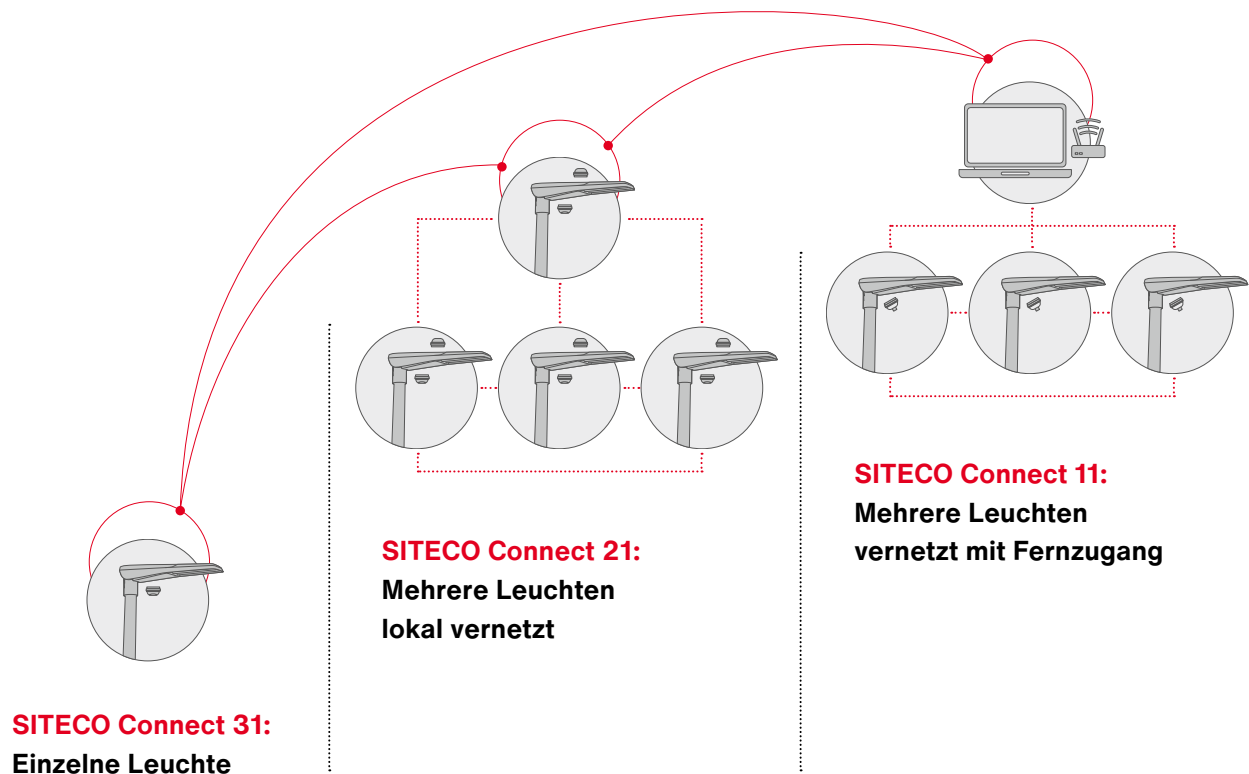 SITECO Connect 31:
Einzelne Leuchte
SITECO Connect 21:
Mehrere Leuchten
lokal vernetzt
SITECO Connect 11:
Mehrere Leuchten
vernetzt mit Fernzugang